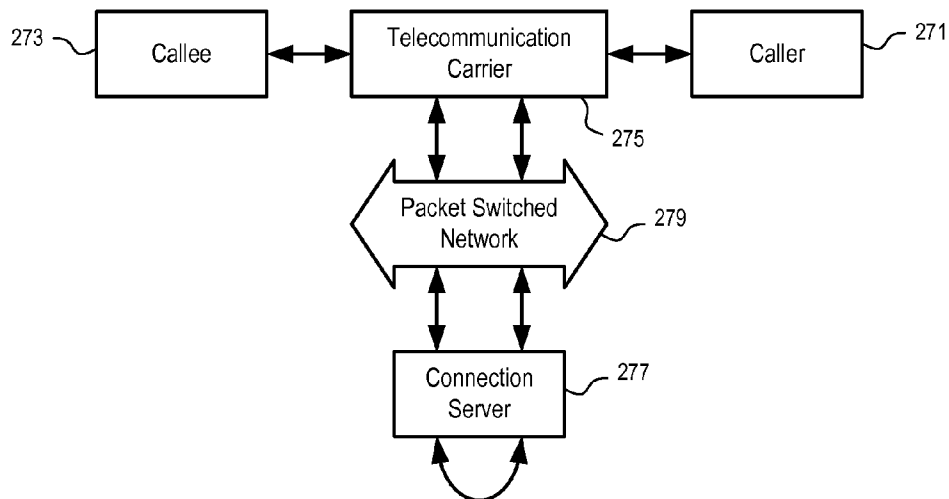 273
Callee
Telecommunication
Carrier
Caller
271
275
Packet Switched
Network
279
Connection
Server
277